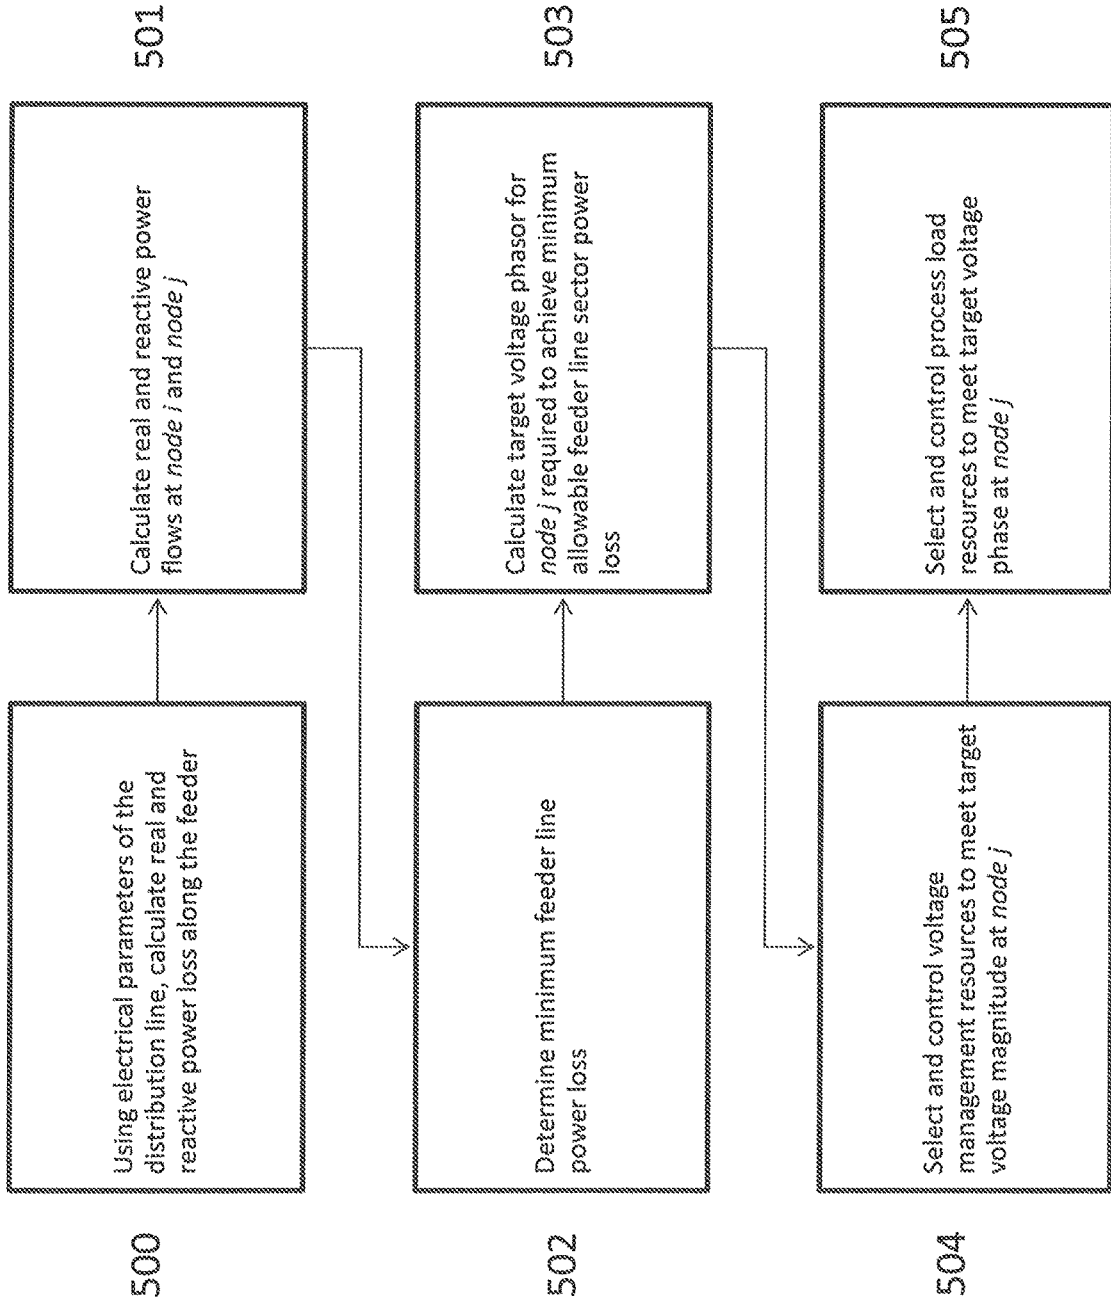 500
Using electrical parameters of the
distribution line, calculate real and
reactive power loss along the feeder
Calculate real and reactive power
flows at node i and node j
501
502
Determine minimum feeder line
power loss
Calculate target voltage phasor for
node j required to achieve minimum
allowable feeder line sector power
loss
503
504
Select and control voltage
management resources to meet target
voltage magnitude at node j
Select and control process load
resources to meet target voltage
phase at node j
505